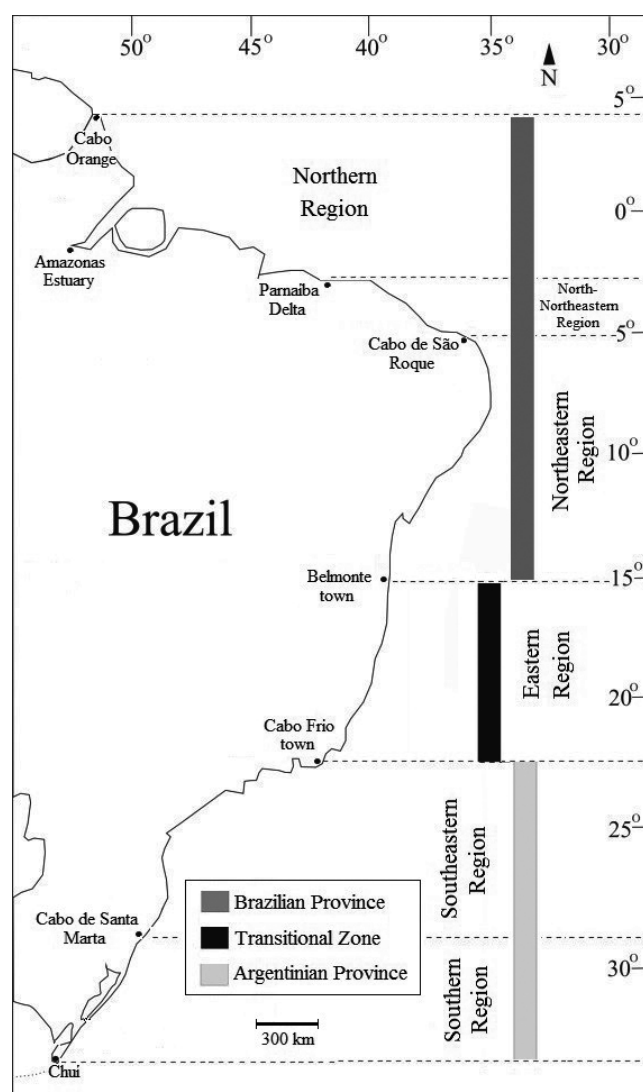 50° 45° 40° 35° 30°
N
5°
Cabo
Orange
Northern
Region
0°
Amazonas
Estuary
Parnaiba
Delta
North-
Northeastern
Region
5°
Cabo de São
Roque
Northeastern
Region
10°
Brazil
Belmonte
town
15°
Eastern
Region
20°
Cabo Frio
town
25°
Southeastern
Region
Brazilian Province
Transitional Zone
Argentinian Province
Cabo de Santa
Marta
30°
Southern
Region
300 km
Chui